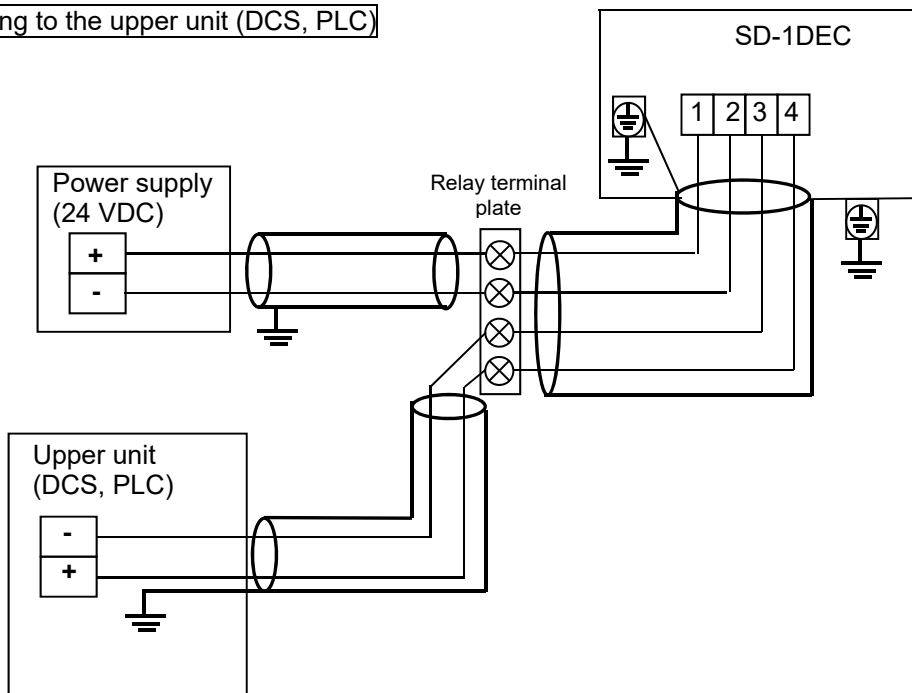 to the upper unit (DCS, PLC)
SD-1DEC
1 2 3 4
Power supply
(24 VDC)
+
-
Relay terminal
plate
Upper unit
(DCS, PLC)
-
+